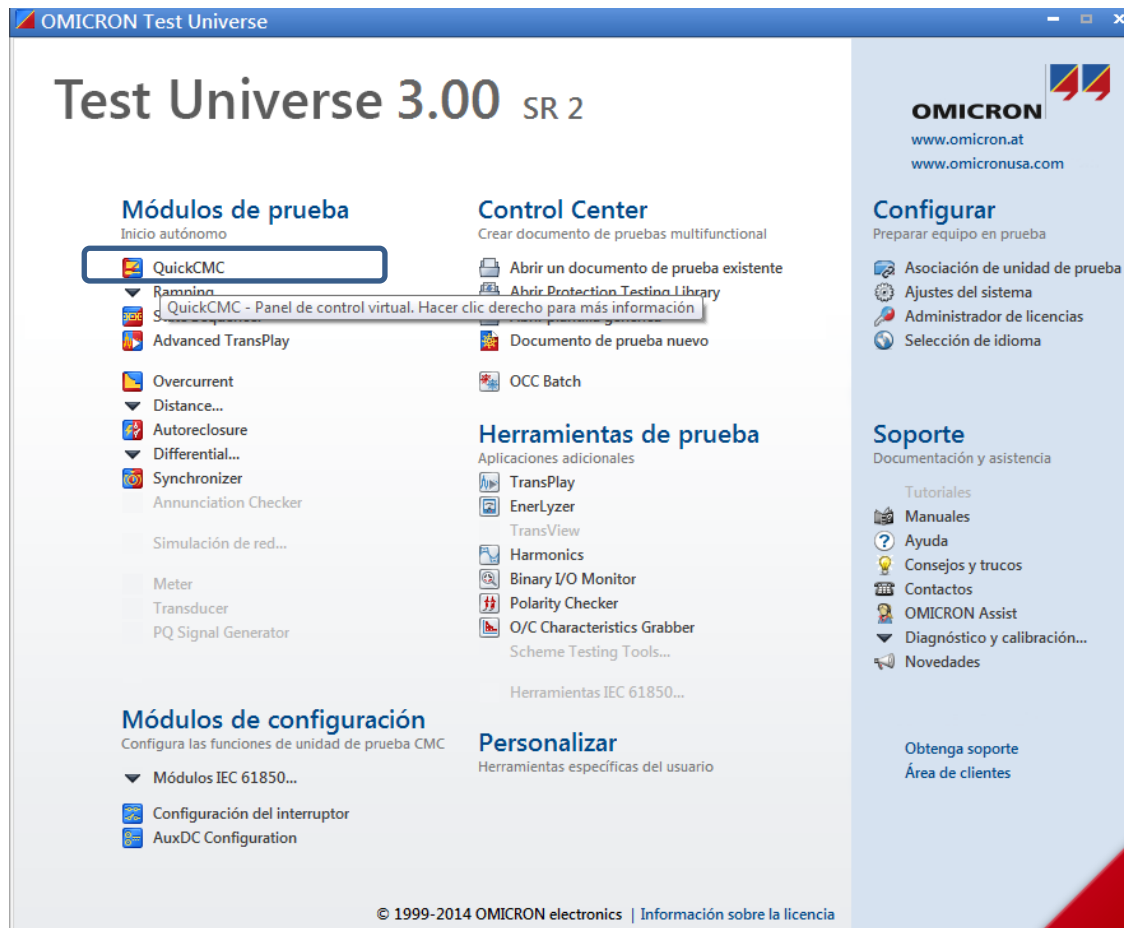 OMICRON Test Universe
Test Universe 3.00 SR 2
OMICRON
www.omicron.at
www.omicronusa.com
Módulos de prueba
Inicio autónomo
QuickCMC
Ramping
QuickCMC - Panel de control virtual. Hacer clic derecho para más información
Advanced TransPlay
Overcurrent
Distance...
Autoreclosure
Differential...
Synchronizer
Annunciation Checker
Simulación de red...
Meter
Transducer
PQ Signal Generator
Módulos de configuración
Configura las funciones de unidad de prueba CMC
Módulos IEC 61850...
Configuración del interruptor
AuxDC Configuration
Control Center
Crear documento de pruebas multifunctional
Abrir un documento de prueba existente
Abrir Protection Testing Library
Documento de prueba nuevo
OCC Batch
Herramientas de prueba
Aplicaciones adicionales
TransPlay
EnerLyzer
TransView
Harmonics
Binary I/O Monitor
Polarity Checker
O/C Characteristics Grabber
Scheme Testing Tools...
Herramientas IEC 61850...
Personalizar
Herramientas específicas del usuario
Configurar
Preparar equipo en prueba
Asociación de unidad de prueba
Ajustes del sistema
Administrador de licencias
Selección de idioma
Soporte
Documentación y asistencia
Tutoriales
Manuales
Ayuda
Consejos y trucos
Contactos
OMICRON Assist
Diagnóstico y calibración...
Novedades
Obtenga soporte
Área de clientes
© 1999-2014 OMICRON electronics | Información sobre la licencia